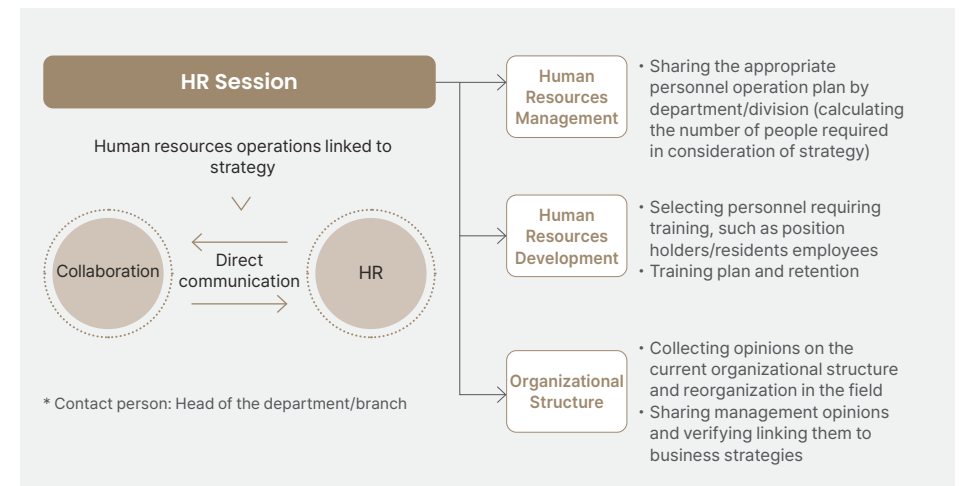 HR Session
Human resources operations linked to
strategy
Collaboration
Direct
communication
HR
* Contact person: Head of the department/branch
Human
Resources
Management
• Sharing the appropriate
personnel operation plan by
department/division (calculating
the number of people required
in consideration of strategy)
Human
Resources
Development
• Selecting personnel requiring
training, such as position
holders/residents employees
• Training plan and retention
Organizational
Structure
• Collecting opinions on the
current organizational structure
and reorganization in the field
• Sharing management opinions
and verifying linking them to
business strategies